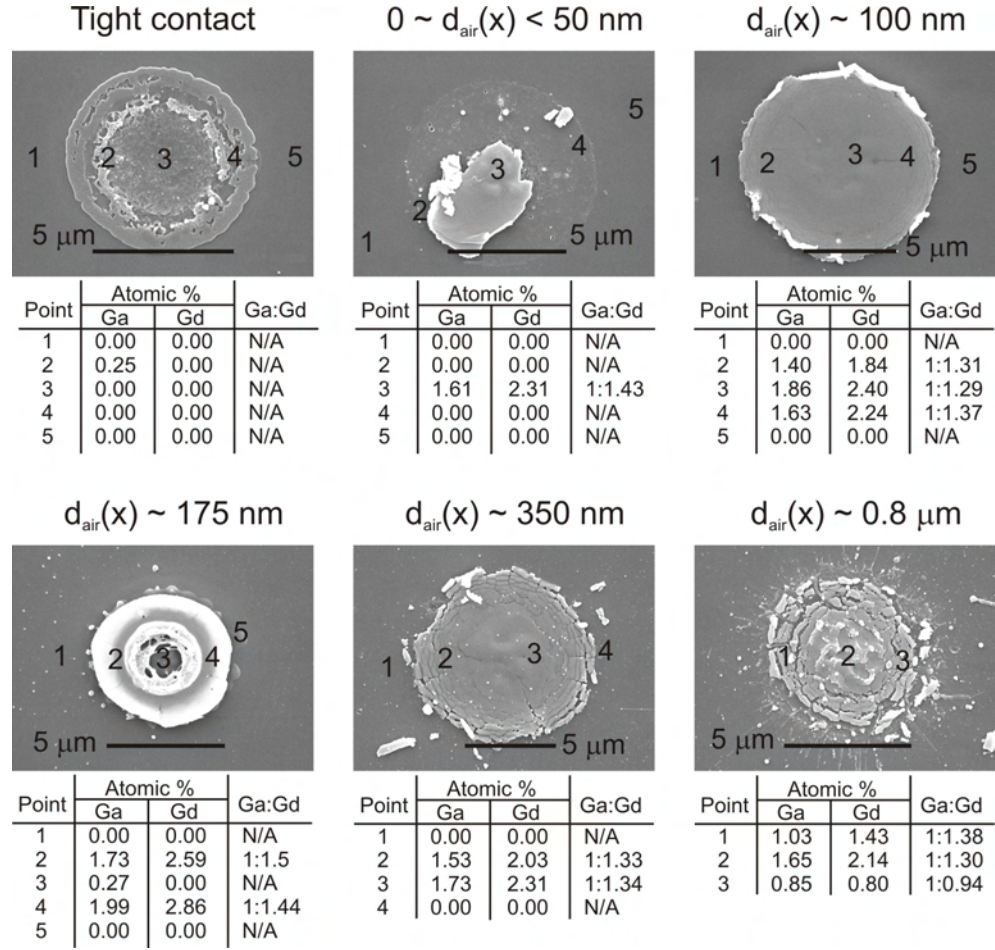 Tight contact
0 ~ d_air(x) < 50 nm
d_air(x) ~ 100 nm
1 2 3 4 5
5 μm
1 2 3 4 5
5 μm
1 2 3 4 5
5 μm
Point Atomic % Ga:Gd
Ga Gd
1 0.00 0.00 N/A
2 0.25 0.00 N/A
3 0.00 0.00 N/A
4 0.00 0.00 N/A
5 0.00 0.00 N/A
Point Atomic % Ga:Gd
Ga Gd
1 0.00 0.00 N/A
2 0.00 0.00 N/A
3 1.61 2.31 1:1.43
4 0.00 0.00 N/A
5 0.00 0.00 N/A
Point Atomic % Ga:Gd
Ga Gd
1 0.00 0.00 N/A
2 1.40 1.84 1:1.31
3 1.86 2.40 1:1.29
4 1.63 2.24 1:1.37
5 0.00 0.00 N/A
d_air(x) ~ 175 nm
d_air(x) ~ 350 nm
d_air(x) ~ 0.8 μm
1 2 3 4 5
5 μm
1 2 3 4
5 μm
1 2 3
5 μm
Point Atomic % Ga:Gd
Ga Gd
1 0.00 0.00 N/A
2 1.73 2.59 1:1.5
3 0.27 0.00 N/A
4 1.99 2.86 1:1.44
5 0.00 0.00 N/A
Point Atomic % Ga:Gd
Ga Gd
1 0.00 0.00 N/A
2 1.53 2.03 1:1.33
3 1.73 2.31 1:1.34
4 0.00 0.00 N/A
Point Atomic % Ga:Gd
Ga Gd
1 1.03 1.43 1:1.38
2 1.65 2.14 1:1.30
3 0.85 0.80 1:0.94